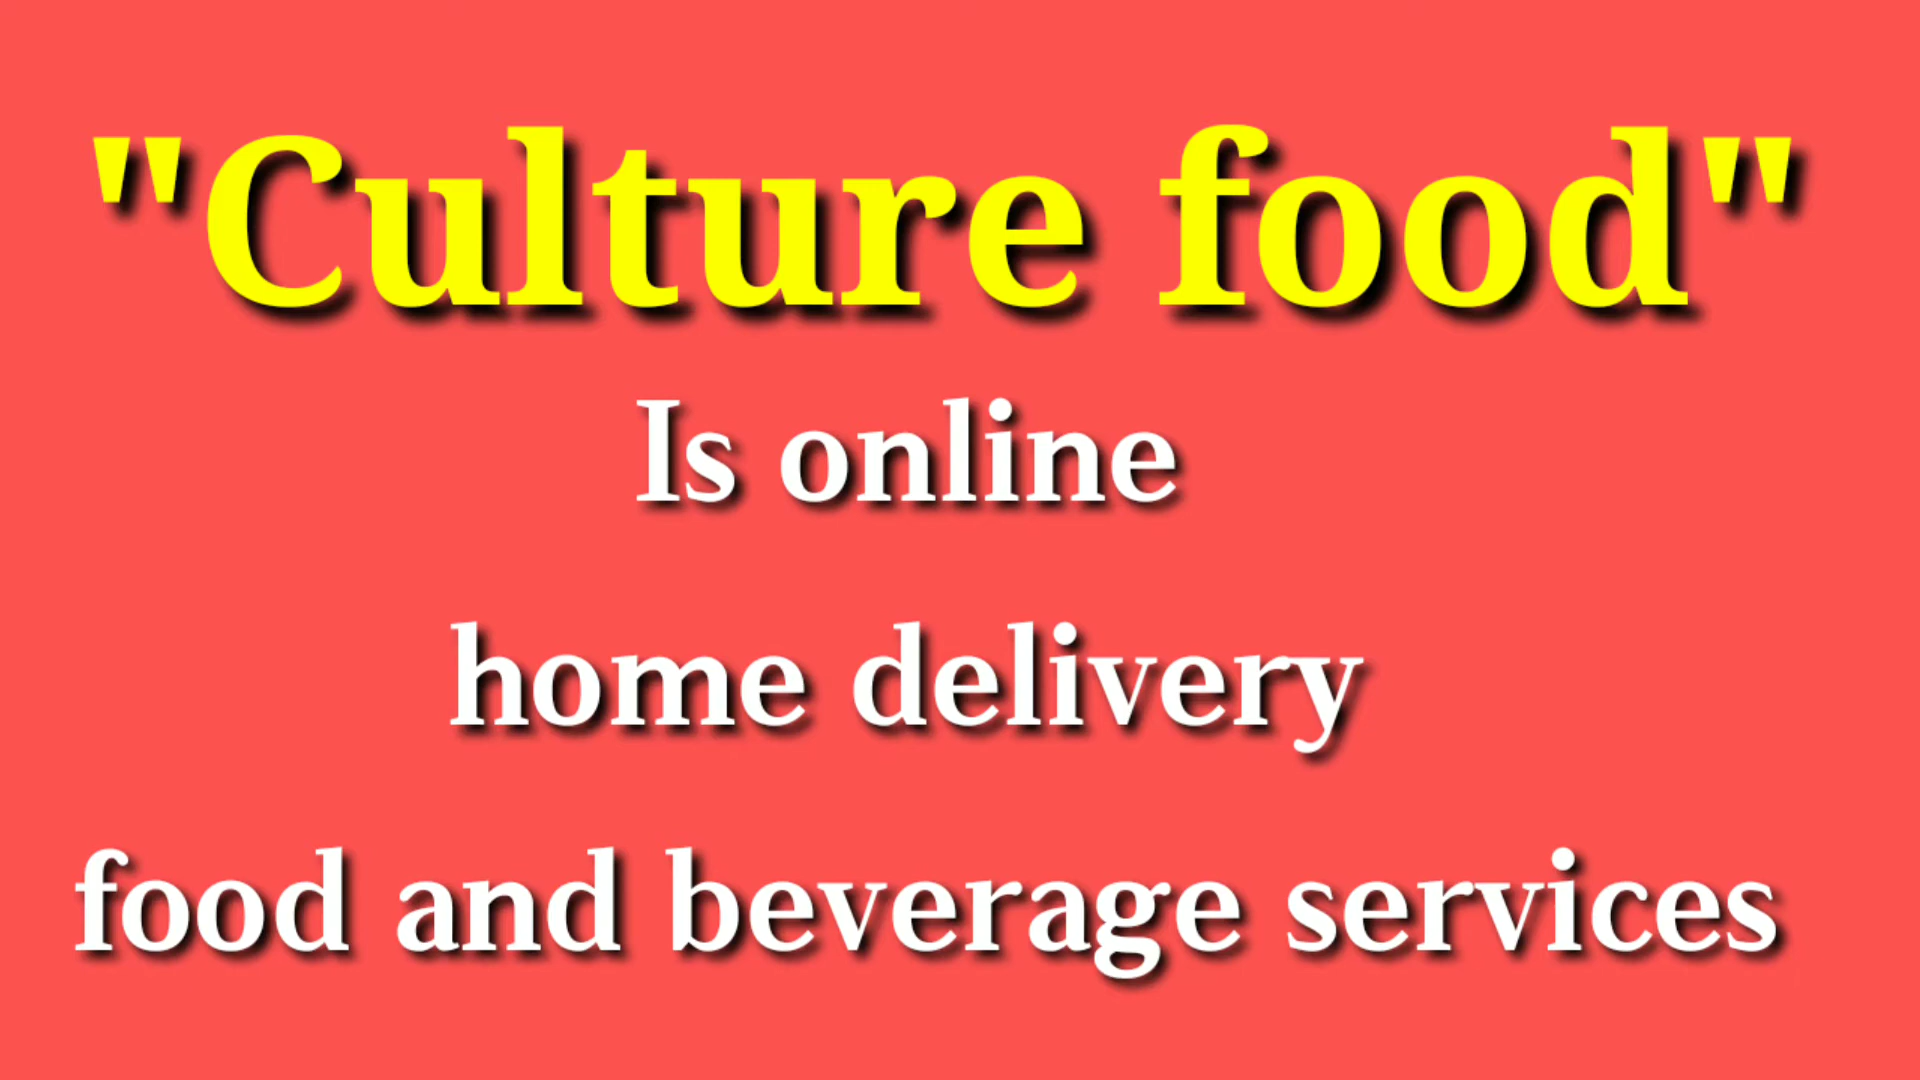 "Culture food"
Is online
home delivery
food and beverage services